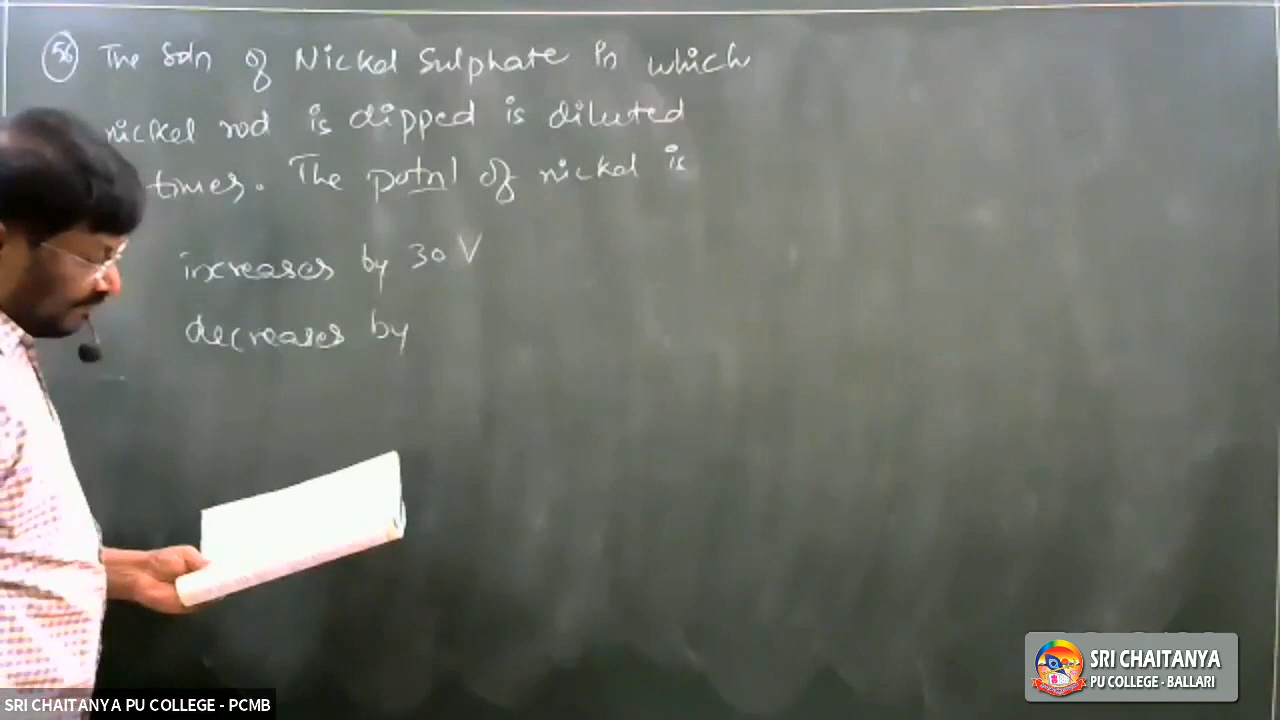 56 The Soln of Nickel Sulphate in which
nickel rod is dipped is diluted
times. The potnl of nickel is
increases by 30 V
decreases by
SRI CHAITANYA
PU COLLEGE - BALLARI
SRI CHAITANYA PU COLLEGE - PCMB